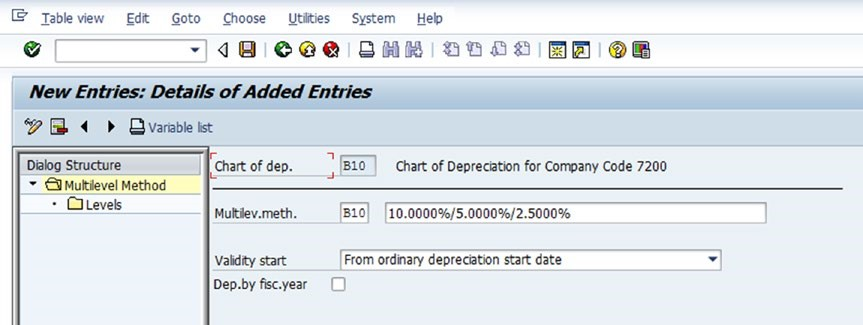 Table view Edit Goto Choose Utilities System Help
New Entries: Details of Added Entries
Variable list
Dialog Structure
Multilevel Method
Levels
Chart of dep. B10 Chart of Depreciation for Company Code 7200
Multilev.meth. B10 10.0000%/5.0000%/2.5000%
Validity start From ordinary depreciation start date
Dep.by fisc.year